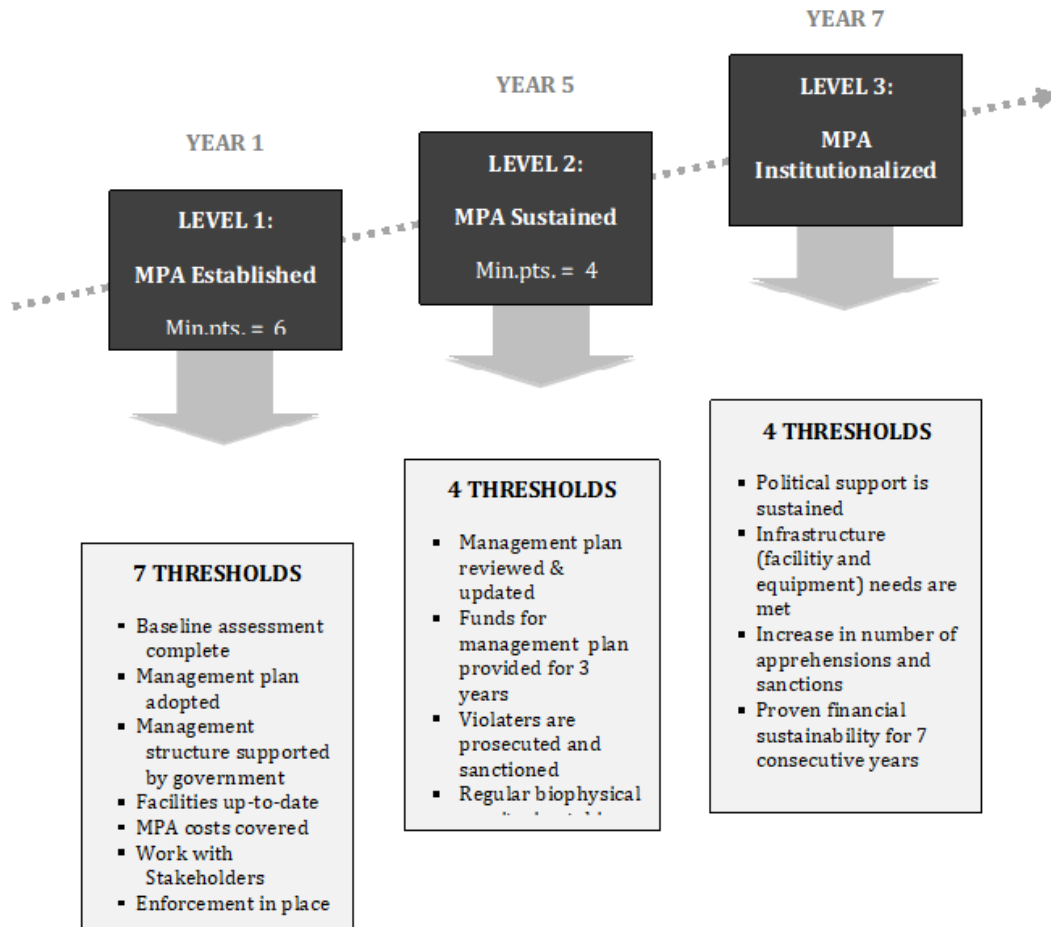 YEAR 1
LEVEL 1:
MPA Established
Min.pts. = 6
7 THRESHOLDS
▪ Baseline assessment
complete
▪ Management plan
adopted
▪ Management
structure supported
by government
▪ Facilities up-to-date
▪ MPA costs covered
▪ Work with
Stakeholders
▪ Enforcement in place
YEAR 5
LEVEL 2:
MPA Sustained
Min.pts. = 4
4 THRESHOLDS
▪ Management plan
reviewed &
updated
▪ Funds for
management plan
provided for 3
years
▪ Violaters are
prosecuted and
sanctioned
▪ Regular biophysical
YEAR 7
LEVEL 3:
MPA
Institutionalized
4 THRESHOLDS
▪ Political support is
sustained
▪ Infrastructure
(facilitiy and
equipment) needs are
met
▪ Increase in number of
apprehensions and
sanctions
▪ Proven financial
sustainability for 7
consecutive years